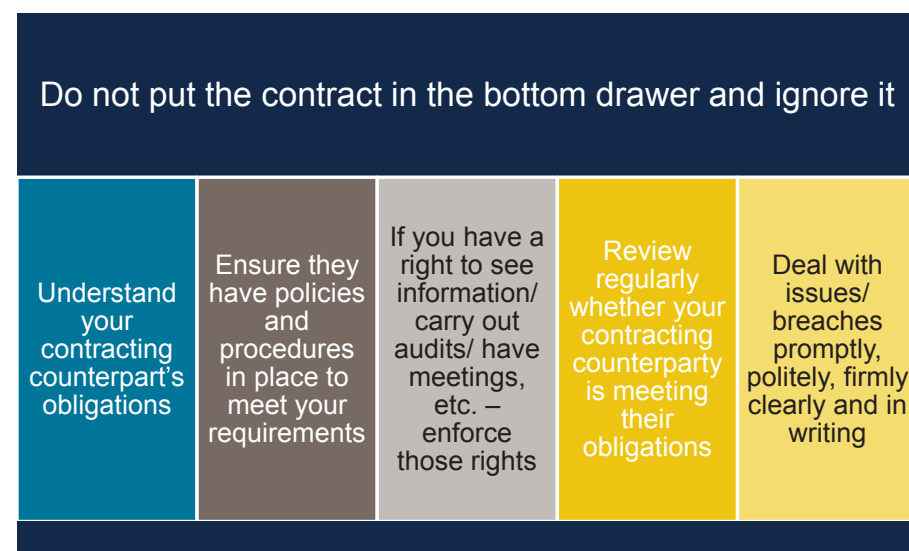 Do not put the contract in the bottom drawer and ignore it
Understand
your
contracting
counterpart's
obligations
Ensure they
have policies
and
procedures
in place to
meet your
requirements
If you have a
right to see
information/
carry out
audits/ have
meetings,
etc. –
enforce
those rights
Review
regularly
whether your
contracting
counterparty
is meeting
their
obligations
Deal with
issues/
breaches
promptly,
politely, firmly
clearly and in
writing